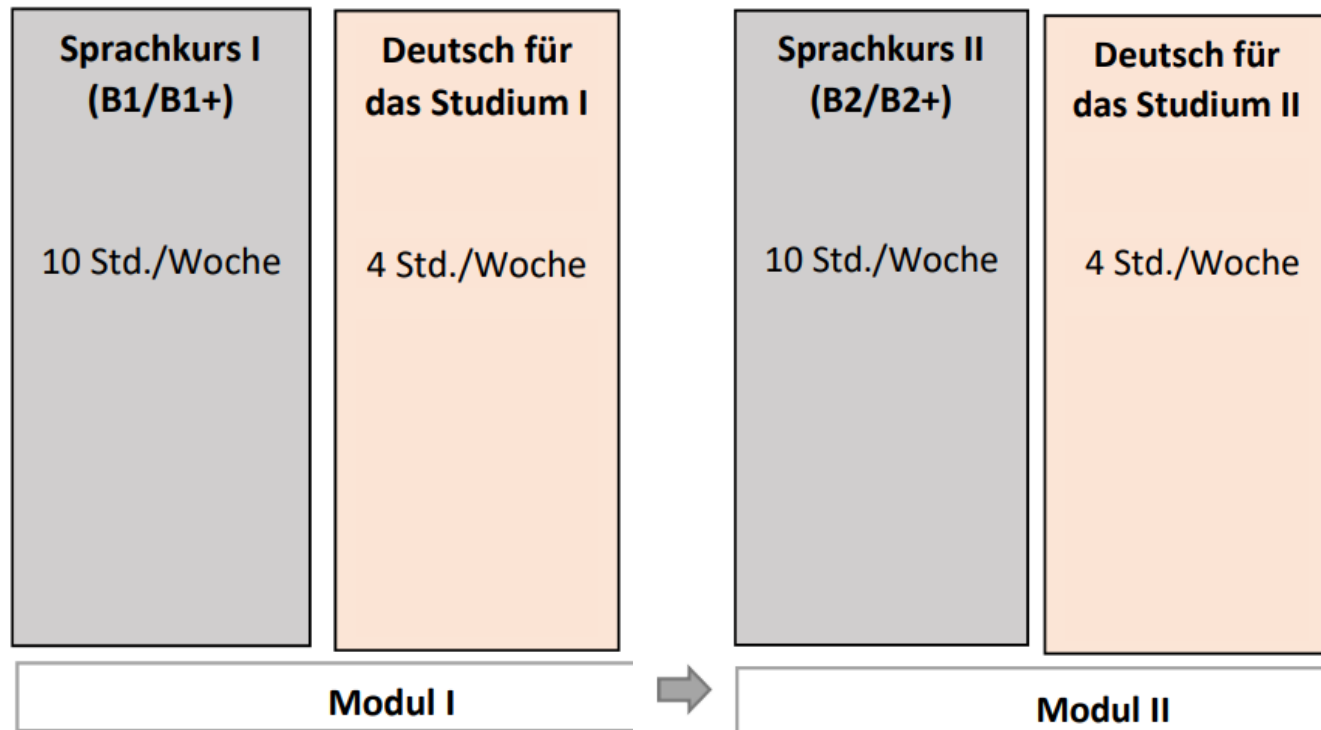 Sprachkurs I
(B1/B1+)
10 Std./Woche
Deutsch für
das Studium I
4 Std./Woche
Modul I
Sprachkurs II
(B2/B2+)
10 Std./Woche
Deutsch für
das Studium II
4 Std./Woche
Modul II